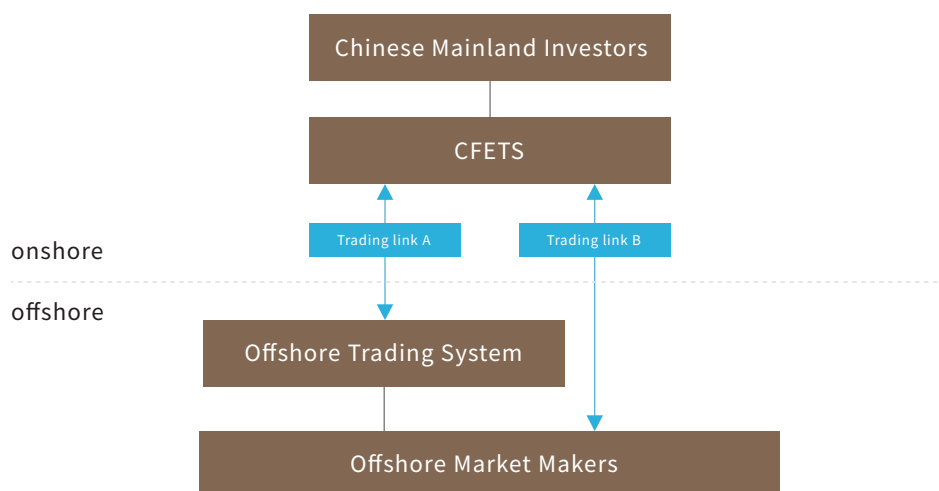 Chinese Mainland Investors
CFETS
Trading link A
Trading link B
onshore
offshore
Offshore Trading System
Offshore Market Makers